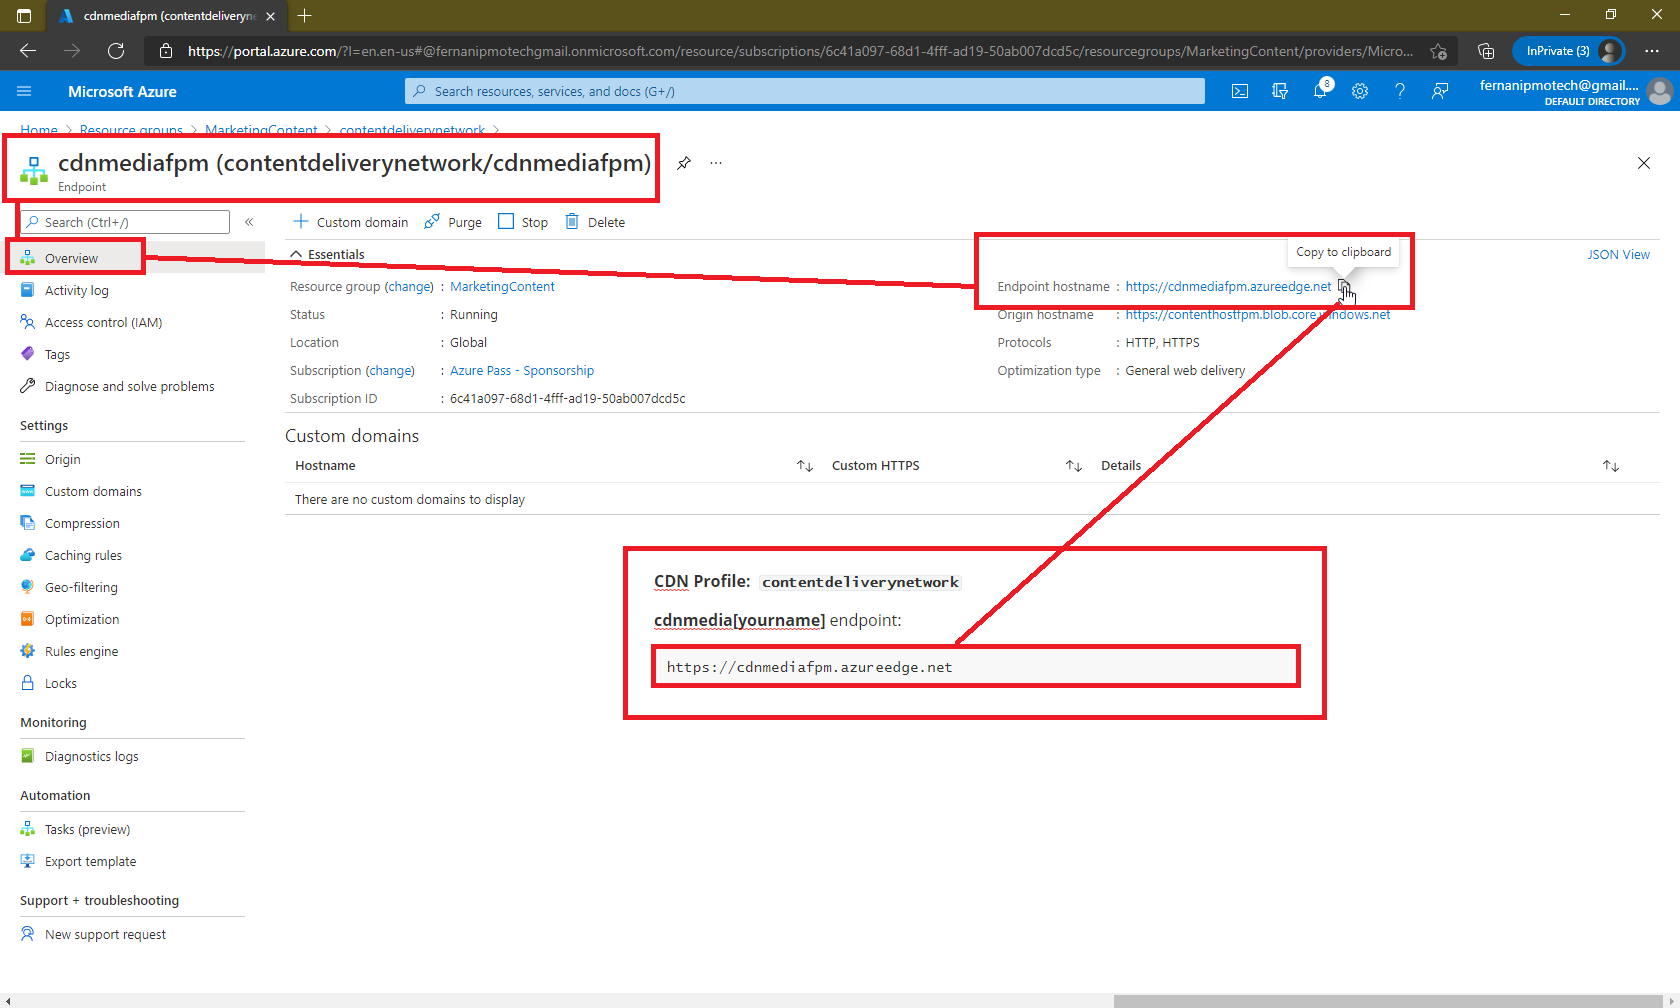 cdnmediafpm (contentdeliveryne
https://portal.azure.com/?l=en.en-us#@fernanipmotechgmail.onmicrosoft.com/resource/subscriptions/6c41a097-68d1-4fff-ad19-50ab007dcd5c/resourcegroups/MarketingContent/providers/Micro...
InPrivate (3)
Microsoft Azure
Search resources, services, and docs (G+/)
8
fernanipmotech@gmail....
DEFAULT DIRECTORY
Home > Resource groups > MarketingContent > contentdeliverynetwork >
cdnmediafpm (contentdeliverynetwork/cdnmediafpm)
Endpoint
Search (Ctrl+/)
Overview
Activity log
Access control (IAM)
Tags
Diagnose and solve problems
Settings
Origin
Custom domains
Compression
Caching rules
Geo-filtering
Optimization
Rules engine
Locks
Monitoring
Diagnostics logs
Automation
Tasks (preview)
Export template
Support + troubleshooting
New support request
Custom domain
Purge
Stop
Delete
Essentials
JSON View
Copy to clipboard
Resource group (change) : MarketingContent
Status : Running
Location : Global
Subscription (change) : Azure Pass - Sponsorship
Subscription ID : 6c41a097-68d1-4fff-ad19-50ab007dcd5c
Endpoint hostname : https://cdnmediafpm.azureedge.net
Origin hostname : https://contenthostfpm.blob.core.windows.net
Protocols : HTTP, HTTPS
Optimization type : General web delivery
Custom domains
Hostname Custom HTTPS Details
There are no custom domains to display
CDN Profile: contentdeliverynetwork
cdnmedia[yourname] endpoint:
https://cdnmediafpm.azureedge.net